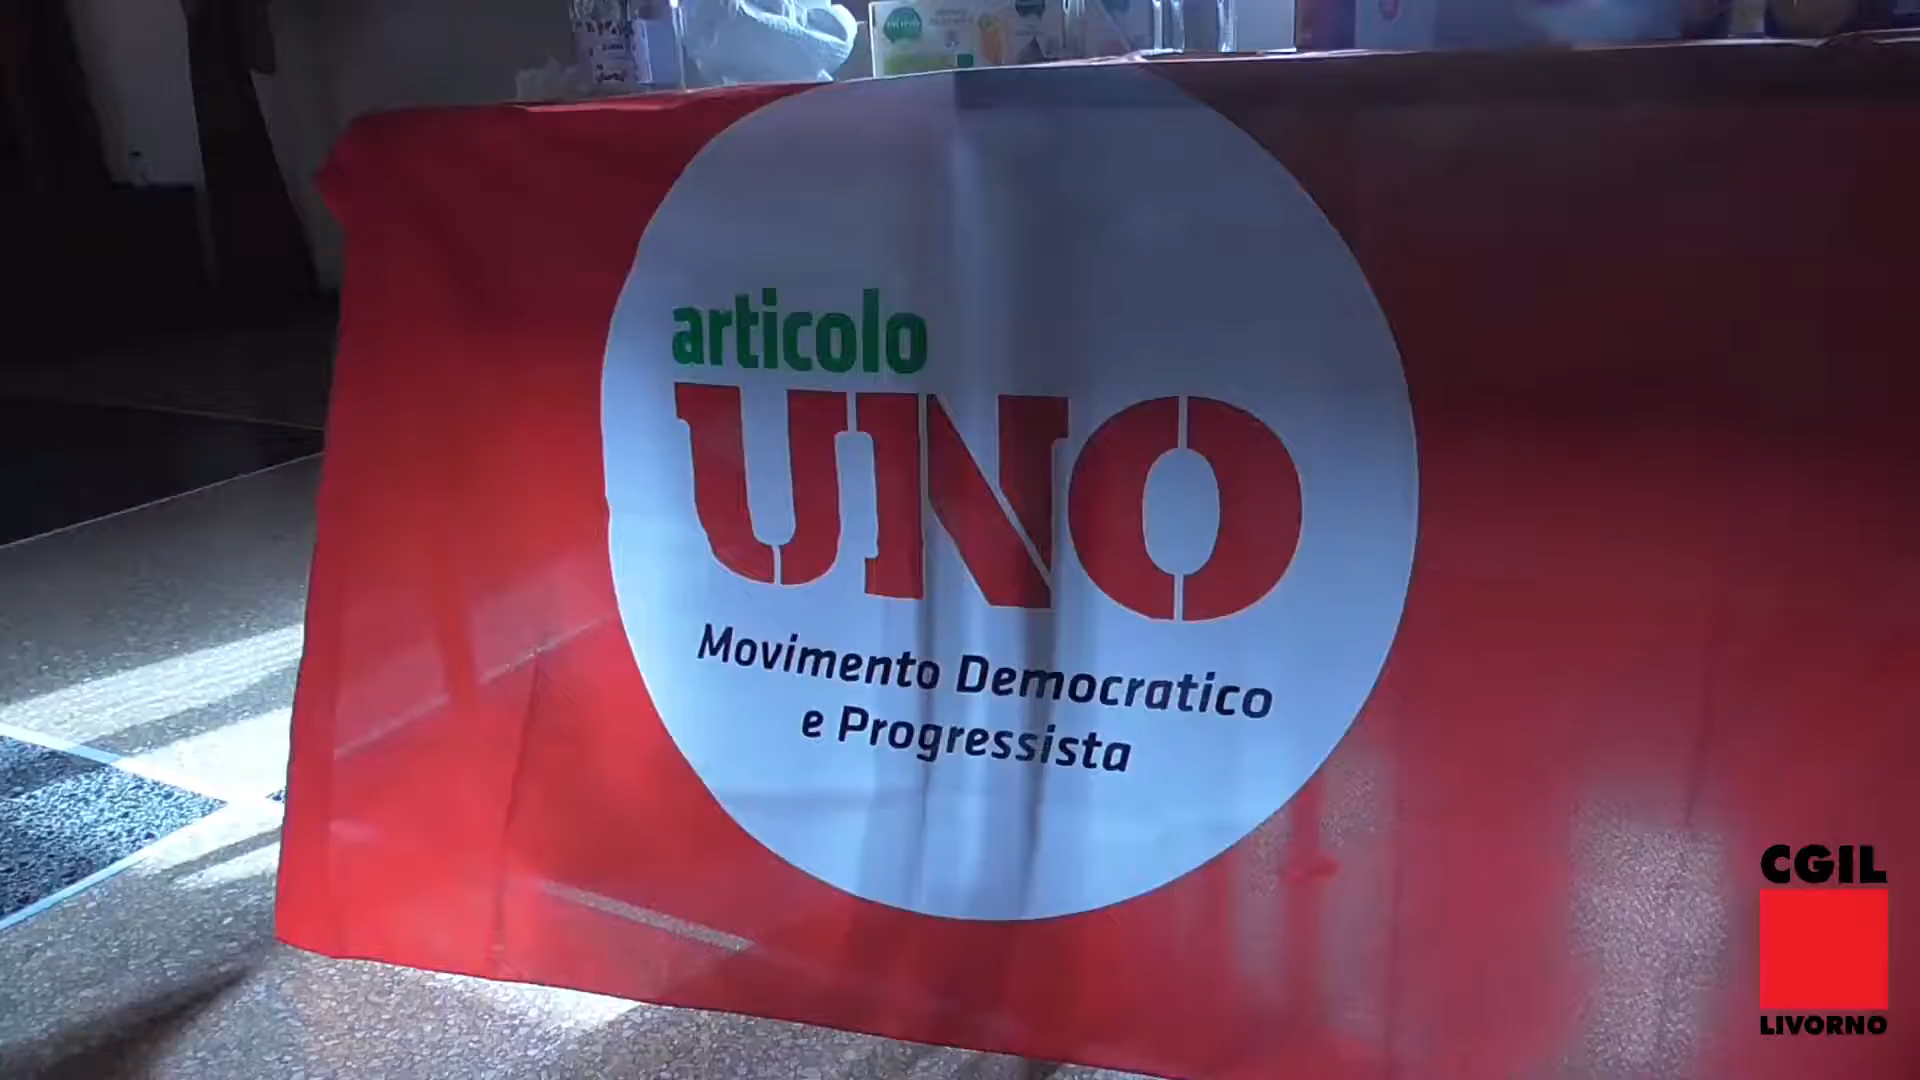 articolo
UNO
Movimento Democratico
e Progressista
CGIL
LIVORNO